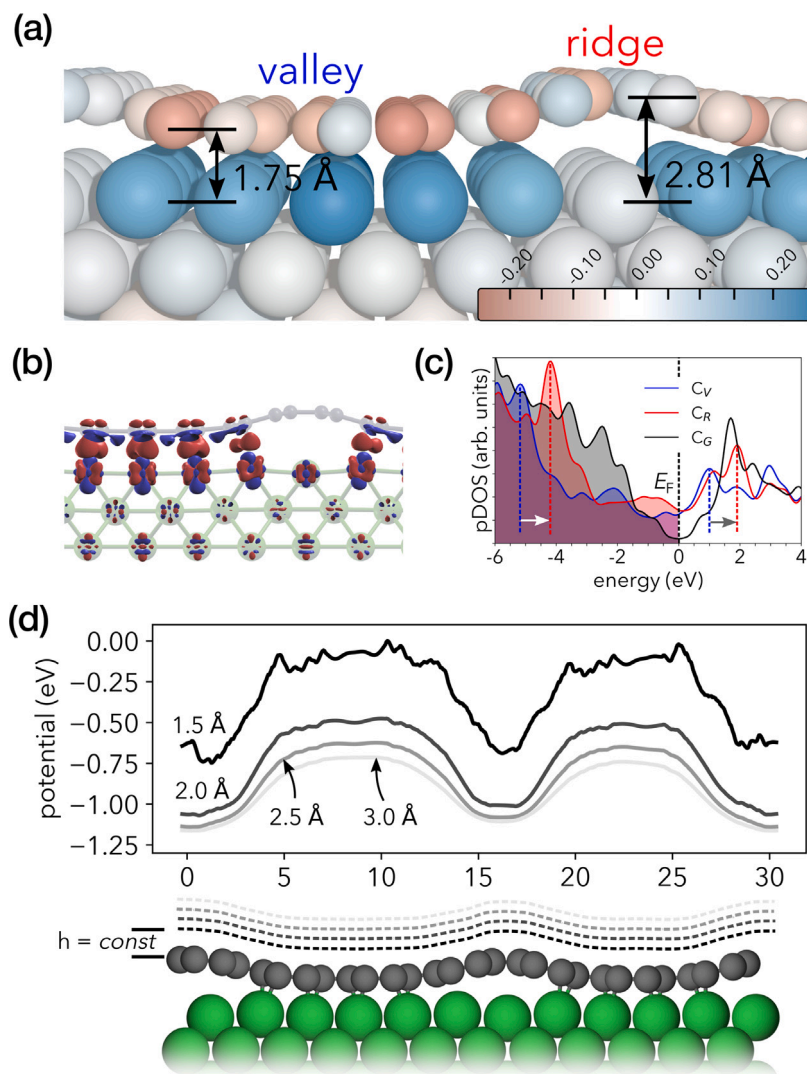 (a)
valley
ridge
1.75 Å
2.81 Å
-0.20
-0.10
0.00
0.10
0.20
(b)
(c)
pDOS (arb. units)
C_V
C_R
C_G
E_F
-6
-4
-2
0
2
4
energy (eV)
(d)
potential (eV)
0.00
−0.25
−0.50
−0.75
−1.00
−1.25
1.5 Å
2.0 Å
2.5 Å
3.0 Å
0
5
10
15
20
25
30
h = const